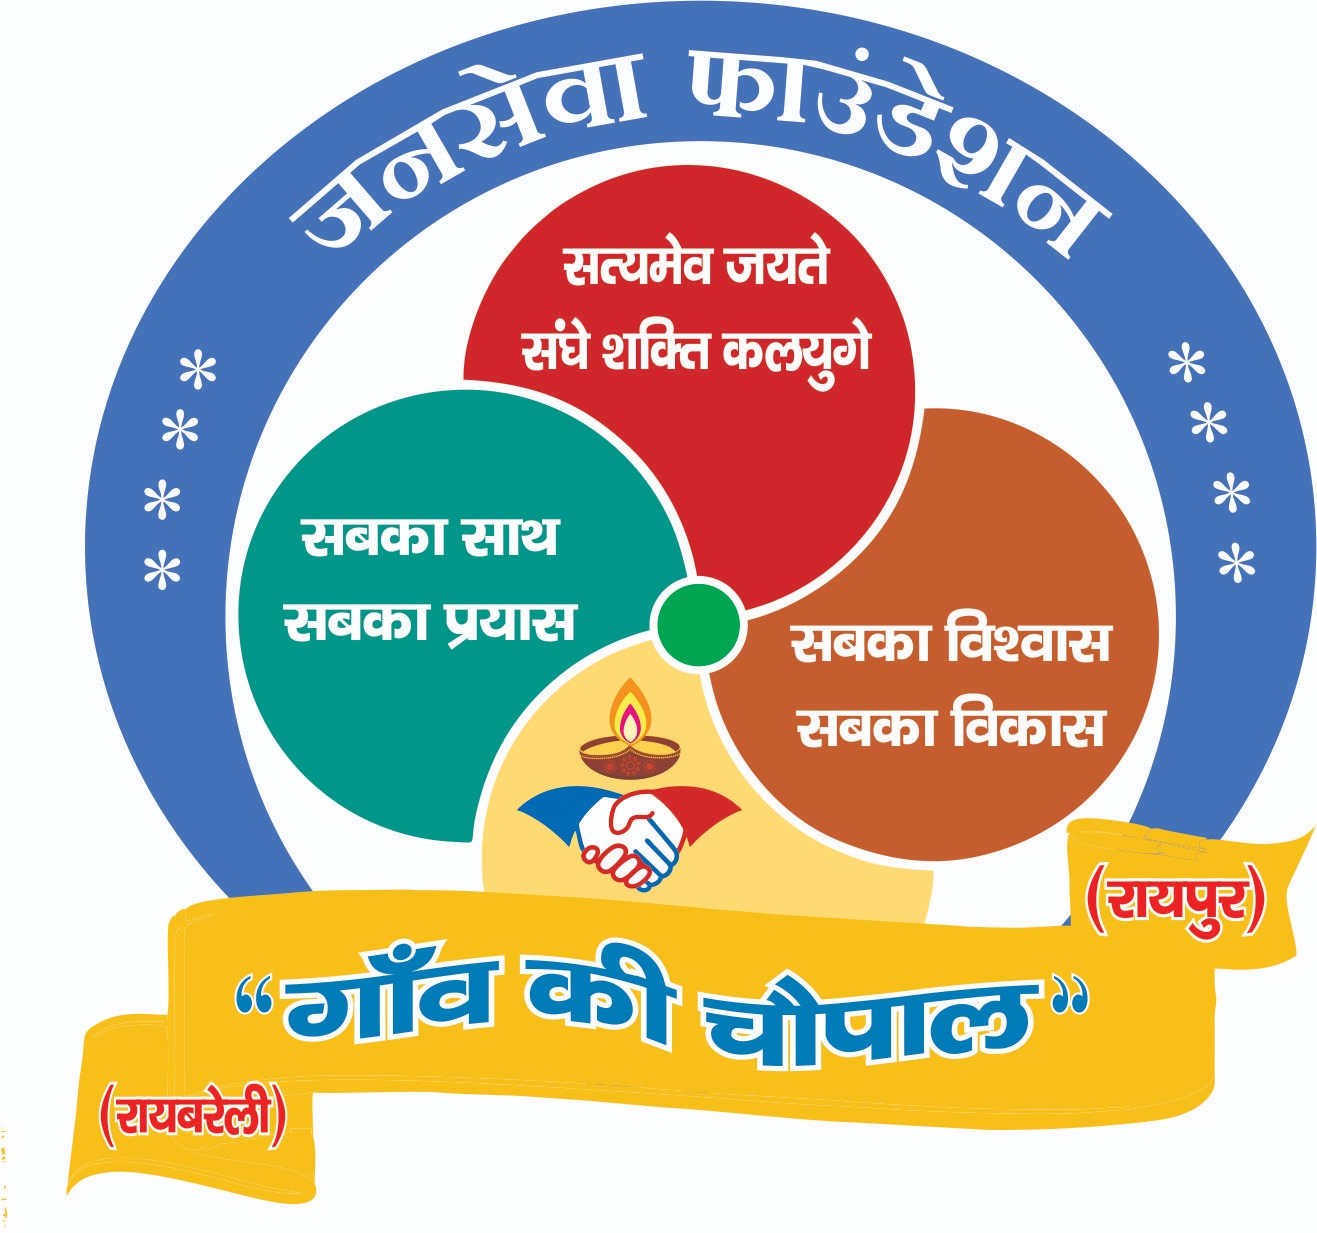 जनसेवा फाउंडेशन
सत्यमेव जयते
संघे शक्ति कलयुगे
सबका साथ
सबका प्रयास
सबका विश्वास
सबका विकास
(रायपुर)
“गाँव की चौपाल”
(रायबरेली)